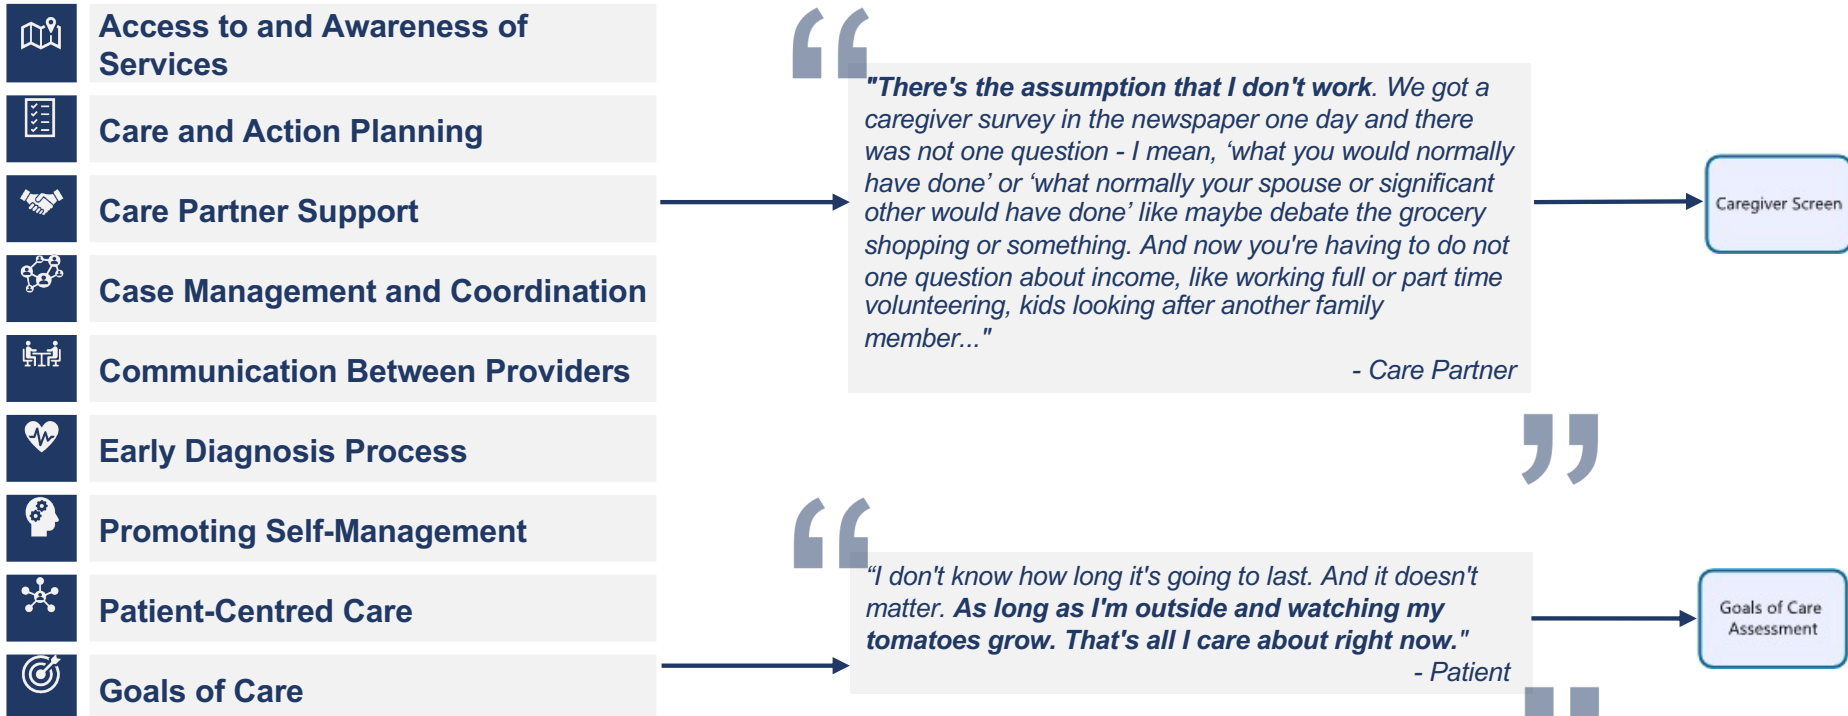 Access to and Awareness of
Services
Care and Action Planning
Care Partner Support
Case Management and Coordination
Communication Between Providers
Early Diagnosis Process
Promoting Self-Management
Patient-Centred Care
Goals of Care
"There's the assumption that I don't work. We got a
caregiver survey in the newspaper one day and there
was not one question - I mean, ‘what you would normally
have done’ or ‘what normally your spouse or significant
other would have done’ like maybe debate the grocery
shopping or something. And now you're having to do not
one question about income, like working full or part time
volunteering, kids looking after another family
member..."
- Care Partner
Caregiver Screen
“I don't know how long it's going to last. And it doesn't
matter. As long as I'm outside and watching my
tomatoes grow. That's all I care about right now."
- Patient
Goals of Care
Assessment